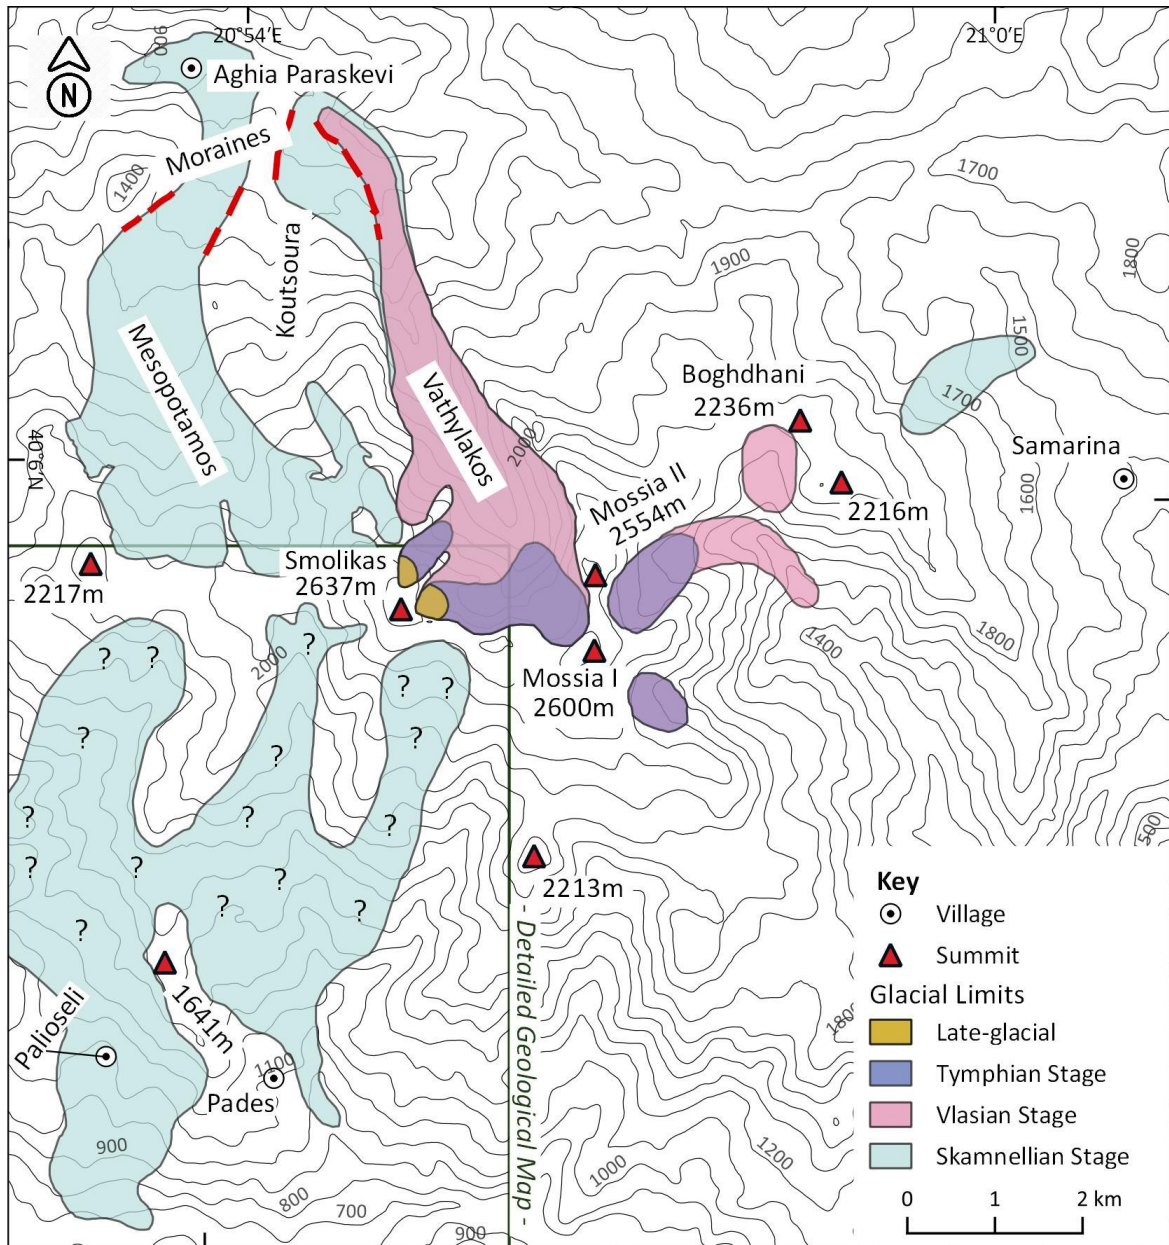 006
20°54′E
21°0′E
N
Aghia Paraskevi
Moraines
1400
1700
Koutsoura
1900
1800
Mesopotamos
Vathylakos
2000
1500
1700
Boghdhani
2236m
Samarina
1600
40°6′N
Mossia II
2554m
2216m
Smolikas
2637m
2217m
2000
?
?
?
?
?
Mossia I
2600m
1800
1400
?
?
?
?
?
?
500
?
?
?
2213m
?
?
?
- Detailed Geological Map -
1641m
Palioseli
1800
1100
Pades
900
1200
1000
800
700
900
Key
Village
Summit
Glacial Limits
Late-glacial
Tymphian Stage
Vlasian Stage
Skamnellian Stage
0 1 2 km